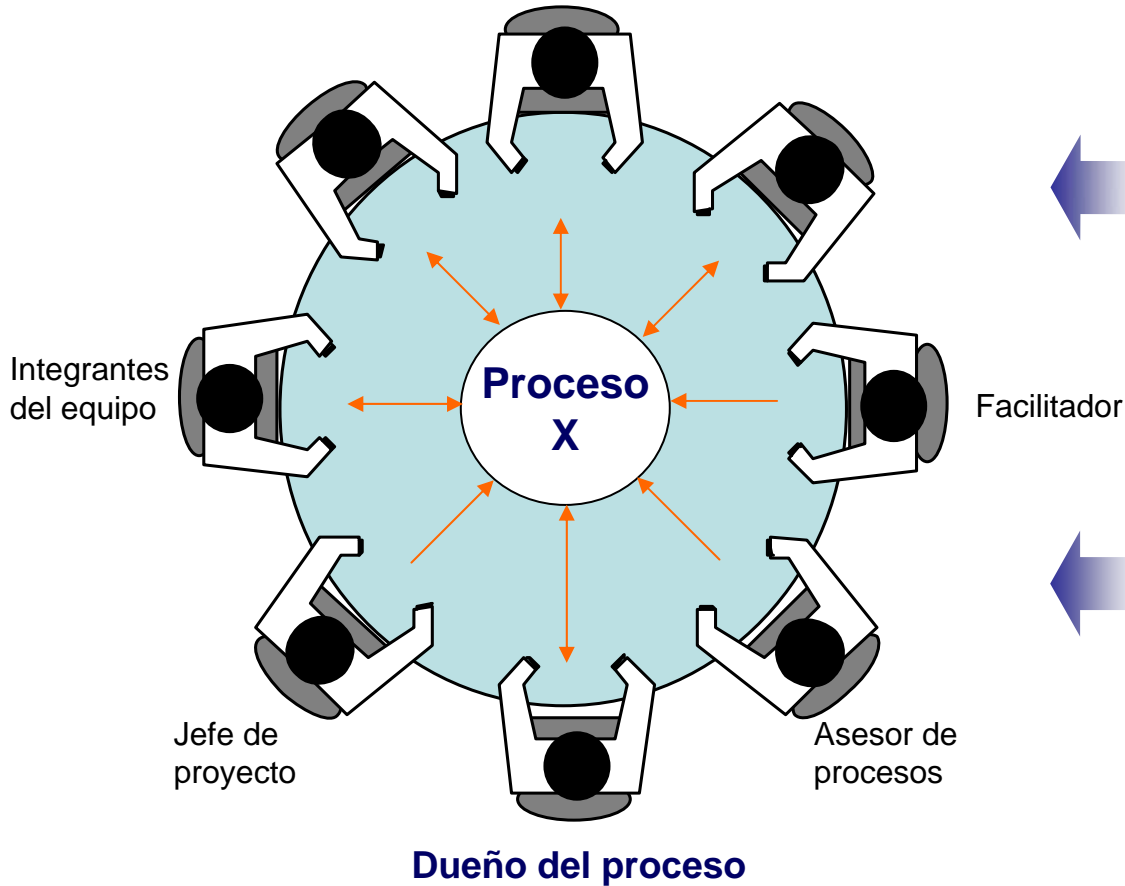 Integrantes
del equipo
Proceso
X
Facilitador
Jefe de
proyecto
Asesor de
procesos
Dueño del proceso